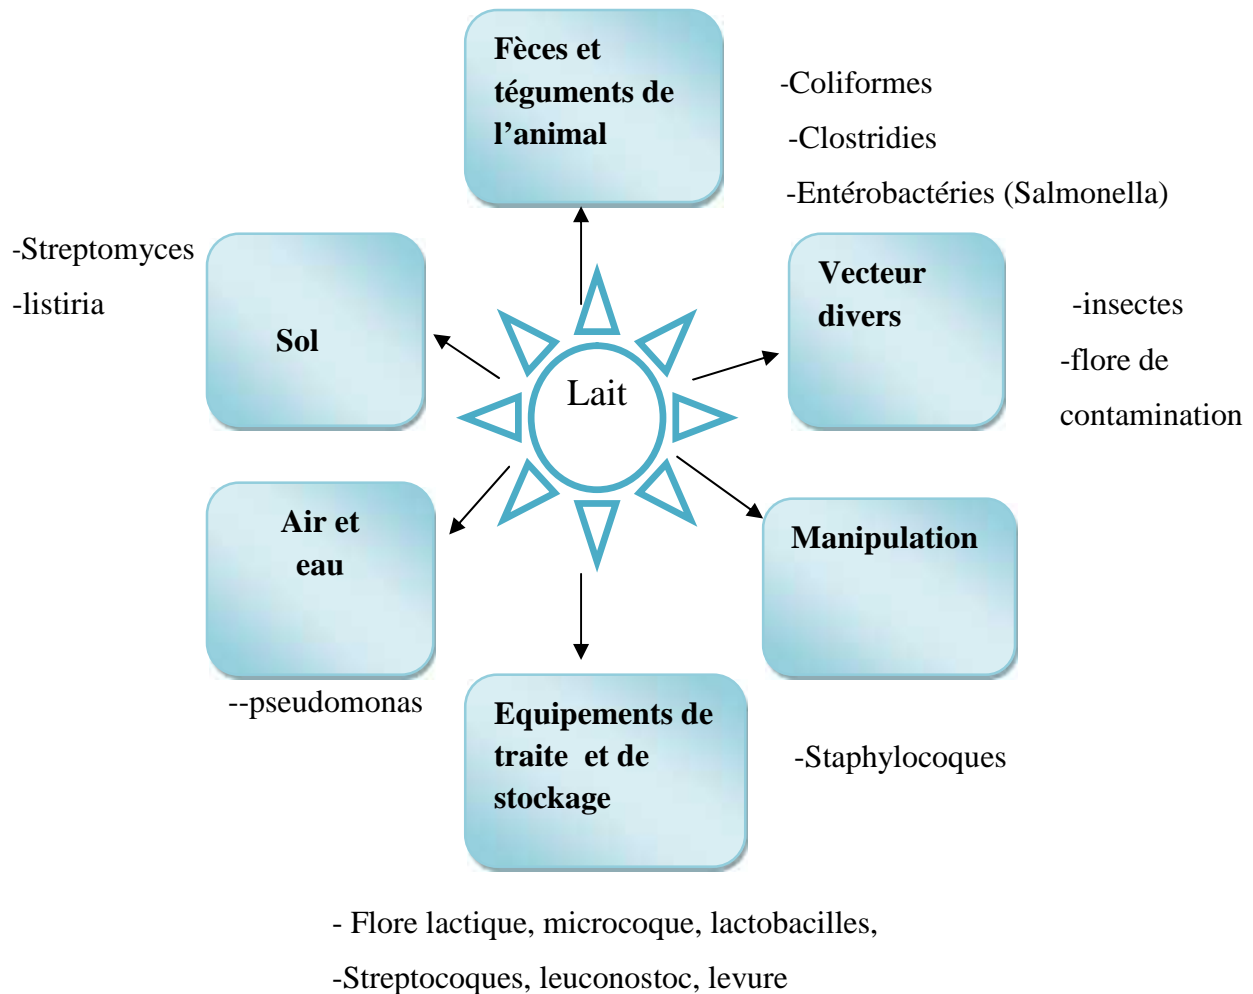 Fèces et
téguments de
l’animal
-Coliformes
-Clostridies
-Entérobactéries (Salmonella)
-Streptomyces
-listiria
Sol
Vecteur
divers
-insectes
-flore de
contamination
Lait
Air et
eau
--pseudomonas
Manipulation
-Staphylocoques
Equipements de
traite et de
stockage
- Flore lactique, microcoque, lactobacilles,
-Streptocoques, leuconostoc, levure